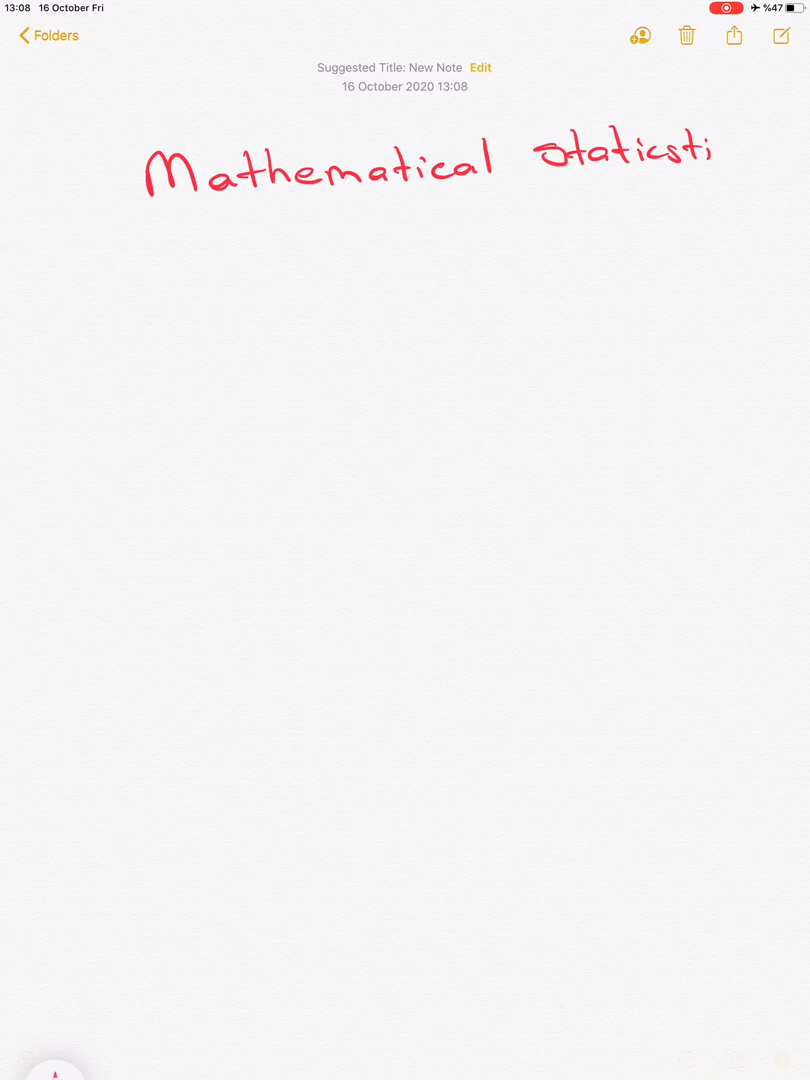 13:08 16 October Fri %47
Folders
Suggested Title: New Note Edit
16 October 2020 13:08
Mathematical staticsti